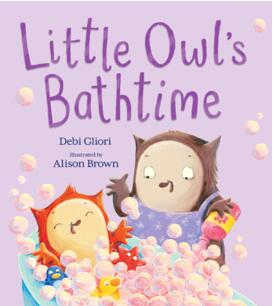 Little Owl's
Bathtime
Debi Gliori
illustrated by
Alison Brown